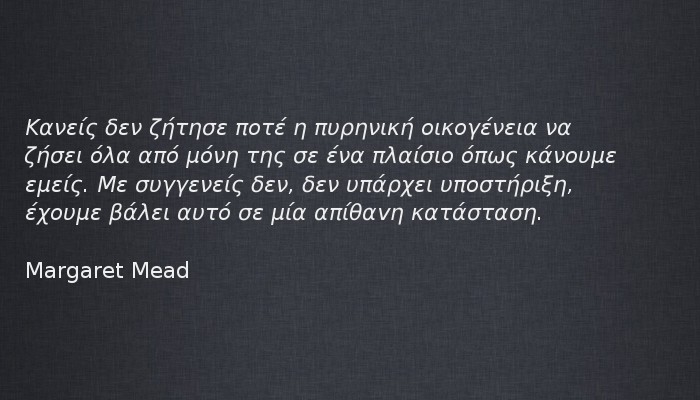 Κανείς δεν ζήτησε ποτέ η πυρηνική οικογένεια να
ζήσει όλα από μόνη της σε ένα πλαίσιο όπως κάνουμε
εμείς. Με συγγενείς δεν, δεν υπάρχει υποστήριξη,
έχουμε βάλει αυτό σε μία απίθανη κατάσταση.
Margaret Mead